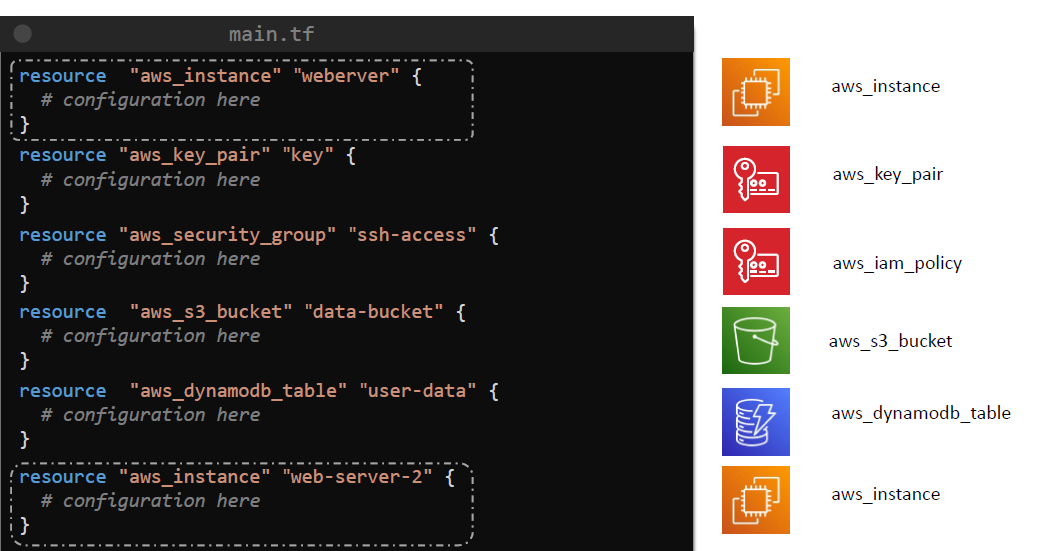 main.tf
resource  "aws_instance" "weberver" {
  # configuration here
}
resource "aws_key_pair" "key" {
  # configuration here
}
resource "aws_security_group" "ssh-access" {
  # configuration here
}
resource  "aws_s3_bucket" "data-bucket" {
  # configuration here
}
resource  "aws_dynamodb_table" "user-data" {
  # configuration here
}
resource "aws_instance" "web-server-2" {
  # configuration here
}
aws_instance
aws_key_pair
aws_iam_policy
aws_s3_bucket
aws_dynamodb_table
aws_instance